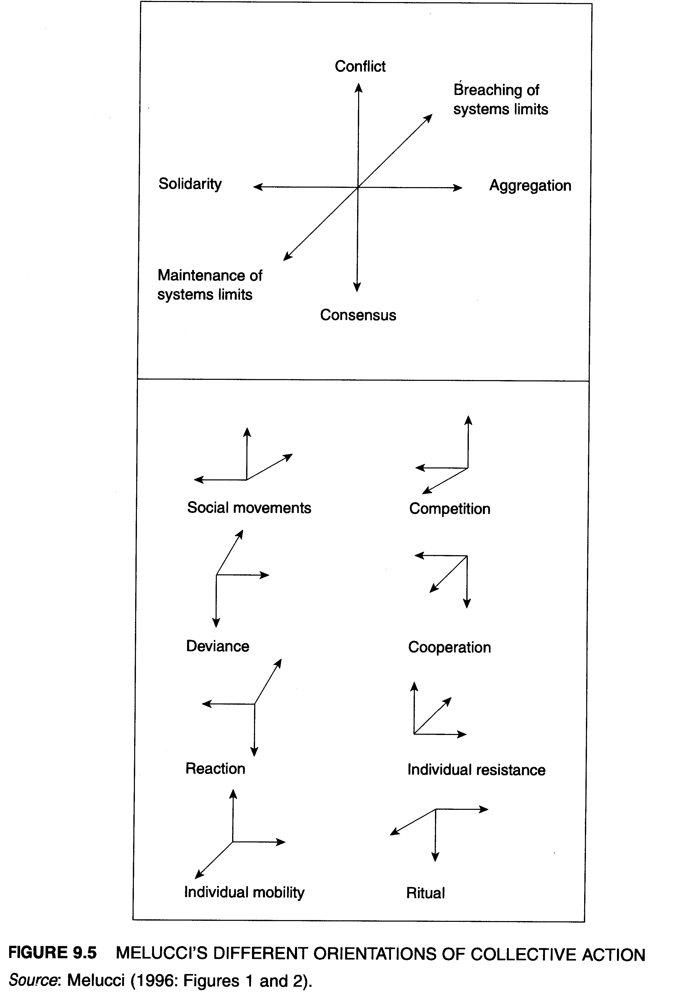 Conflict
Breaching of
systems limits
Solidarity
Aggregation
Maintenance of
systems limits
Consensus
Social movements
Competition
Deviance
Cooperation
Reaction
Individual resistance
Individual mobility
Ritual
FIGURE 9.5 MELUCCI'S DIFFERENT ORIENTATIONS OF COLLECTIVE ACTION
Source: Melucci (1996: Figures 1 and 2).